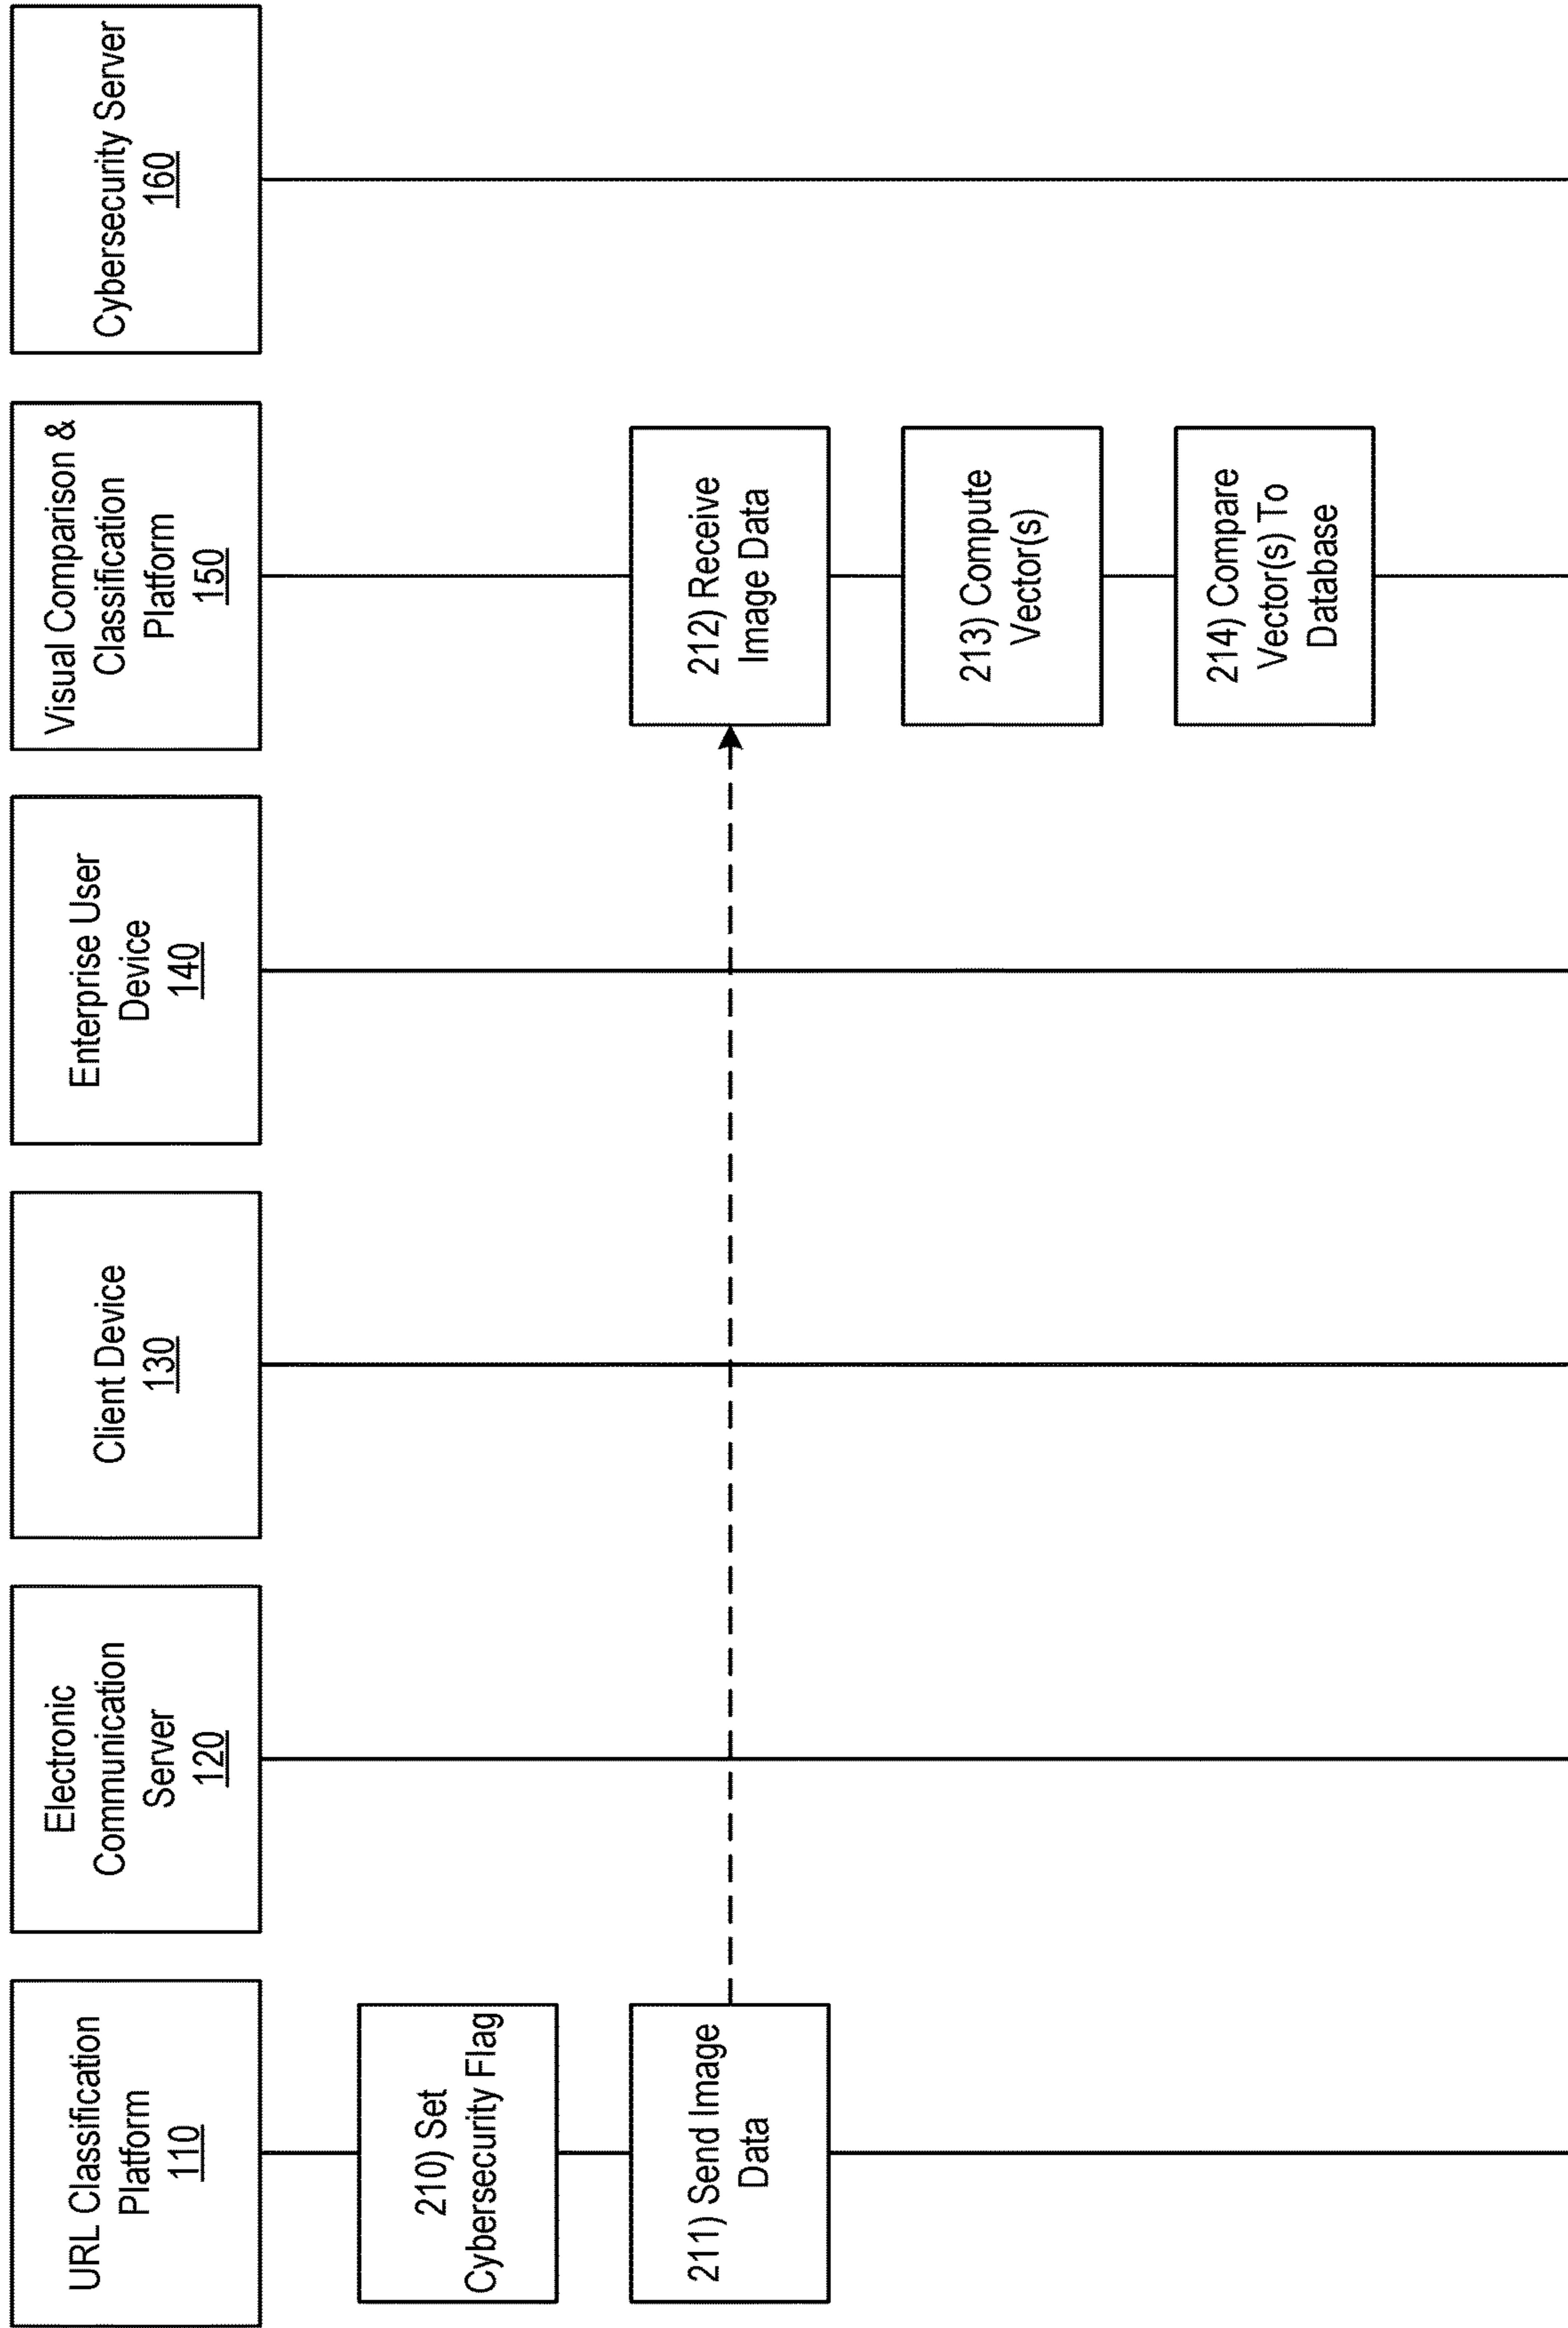 URL Classification
Platform
110
Electronic
Communication
Server
120
Client Device
130
Enterprise User
Device
140
Visual Comparison &
Classification
Platform
150
Cybersecurity Server
160
210) Set
Cybersecurity Flag
211) Send Image
Data
212) Receive
Image Data
213) Compute
Vector(s)
214) Compare
Vector(s) To
Database